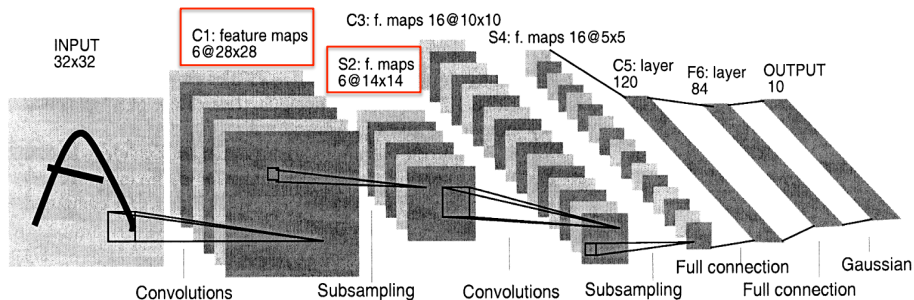 INPUT
32x32
C1: feature maps
6@28x28
S2: f. maps
6@14x14
C3: f. maps 16@10x10
S4: f. maps 16@5x5
C5: layer
120
F6: layer
84
OUTPUT
10
Convolutions
Subsampling
Convolutions
Subsampling
Full connection
Full connection
Gaussian